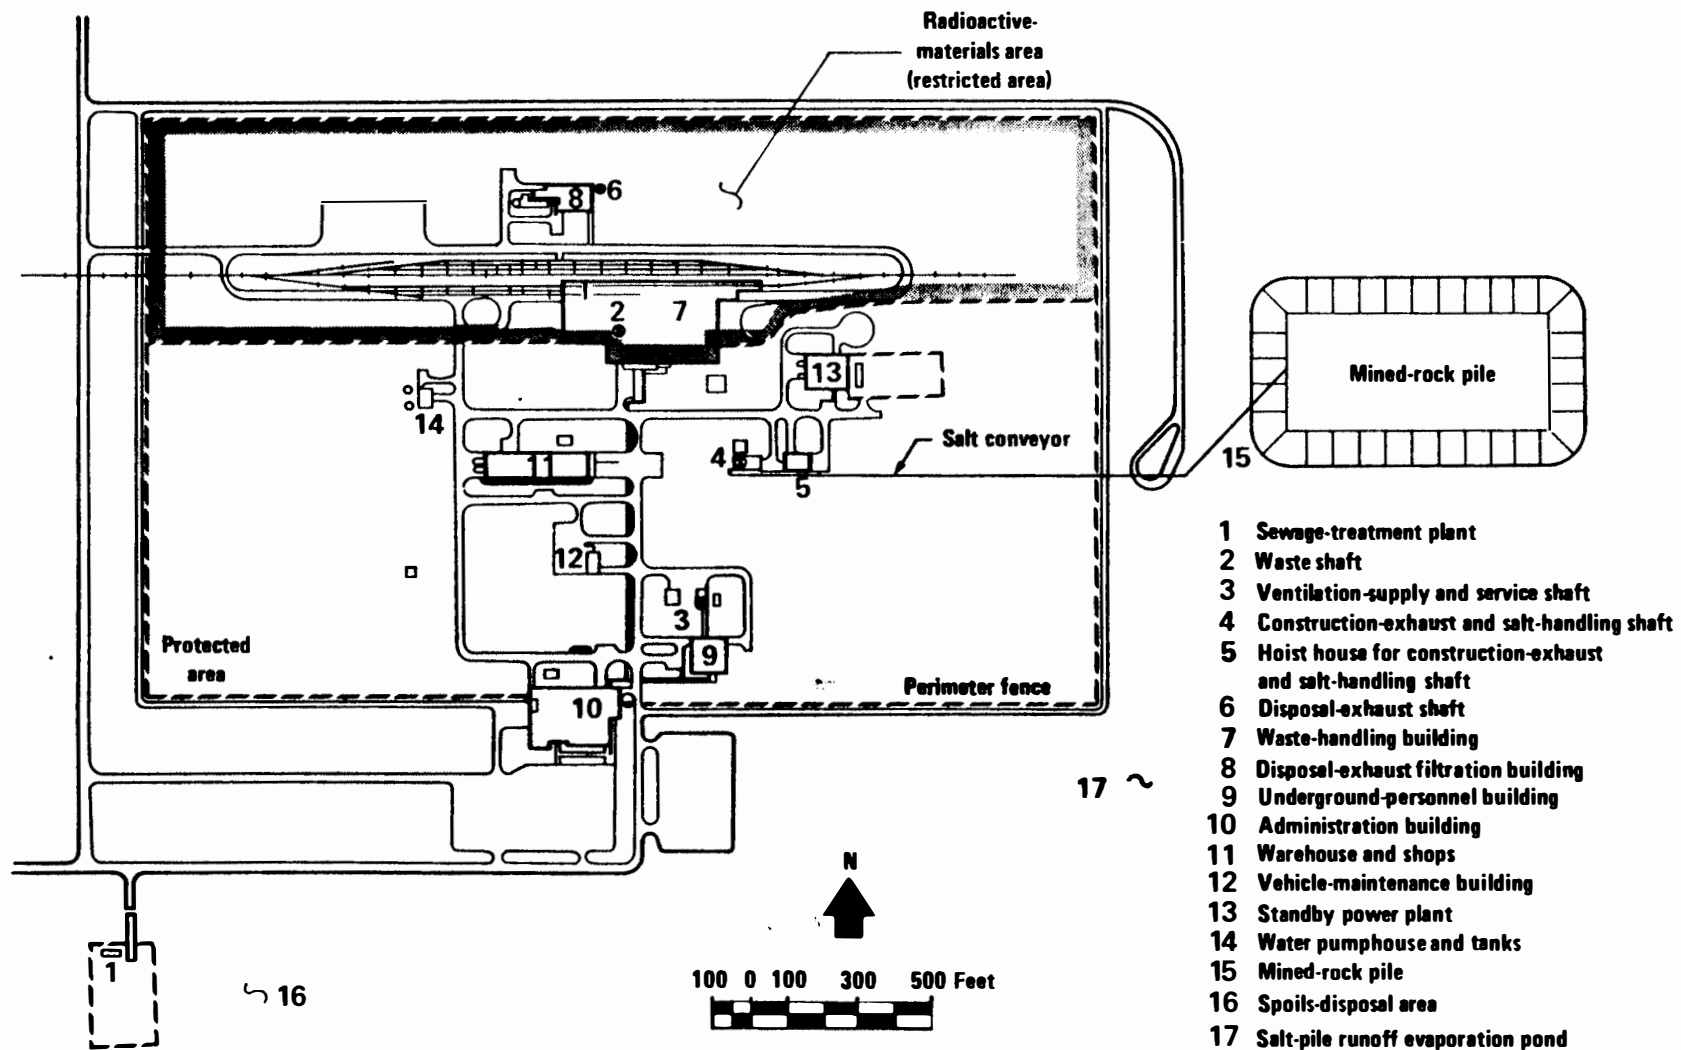 Radioactive-
materials area
(restricted area)
6
8
2
7
13
Mined-rock pile
14
Salt conveyor
4
11
15
5
12
3
Protected
area
9
Perimeter fence
10
17
N
1
16
100 0 100 300 500 Feet
1 Sewage-treatment plant
2 Waste shaft
3 Ventilation-supply and service shaft
4 Construction-exhaust and salt-handling shaft
5 Hoist house for construction-exhaust
and salt-handling shaft
6 Disposal-exhaust shaft
7 Waste-handling building
8 Disposal-exhaust filtration building
9 Underground-personnel building
10 Administration building
11 Warehouse and shops
12 Vehicle-maintenance building
13 Standby power plant
14 Water pumphouse and tanks
15 Mined-rock pile
16 Spoils-disposal area
17 Salt-pile runoff evaporation pond